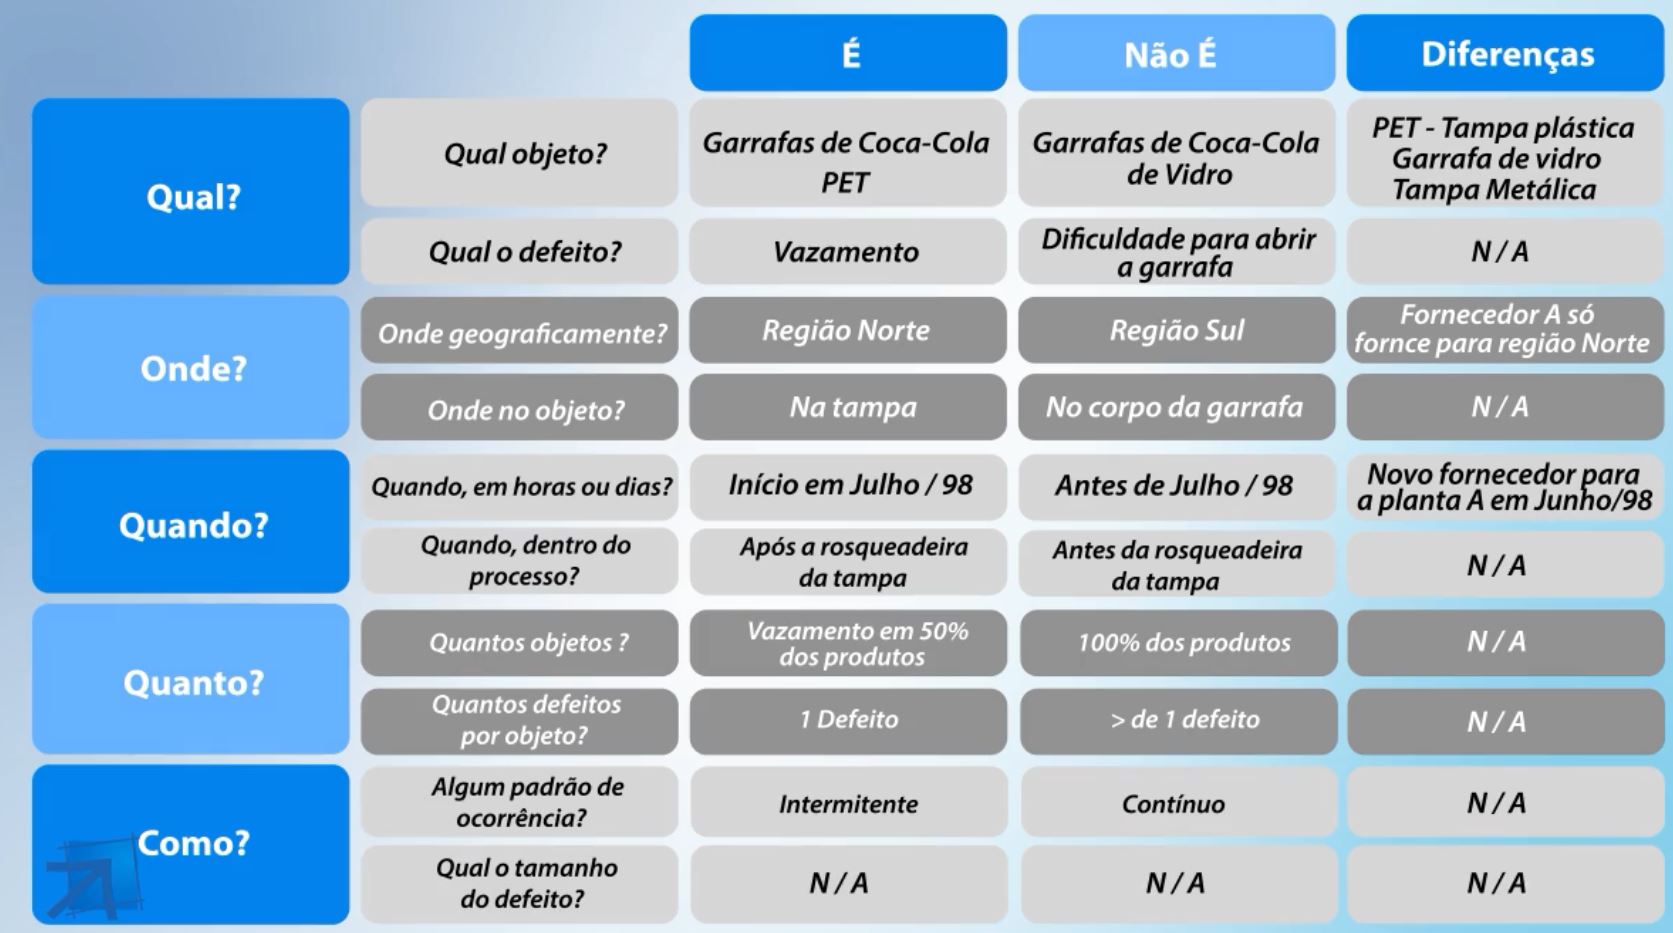 É
Não É
Diferenças
Qual?
Qual objeto?
Garrafas de Coca-Cola
PET
Garrafas de Coca-Cola
de Vidro
PET - Tampa plástica
Garrafa de vidro
Tampa Metálica
Qual o defeito?
Vazamento
Dificuldade para abrir
a garrafa
N / A
Onde?
Onde geograficamente?
Região Norte
Região Sul
Fornecedor A só
fornce para região Norte
Onde no objeto?
Na tampa
No corpo da garrafa
N / A
Quando?
Quando, em horas ou dias?
Início em Julho / 98
Antes de Julho / 98
Novo fornecedor para
a planta A em Junho/98
Quando, dentro do
processo?
Após a rosqueadeira
da tampa
Antes da rosqueadeira
da tampa
N / A
Quanto?
Quantos objetos ?
Vazamento em 50%
dos produtos
100% dos produtos
N / A
Quantos defeitos
por objeto?
1 Defeito
> de 1 defeito
N / A
Como?
Algum padrão de
ocorrência?
Intermitente
Contínuo
N / A
Qual o tamanho
do defeito?
N / A
N / A
N / A